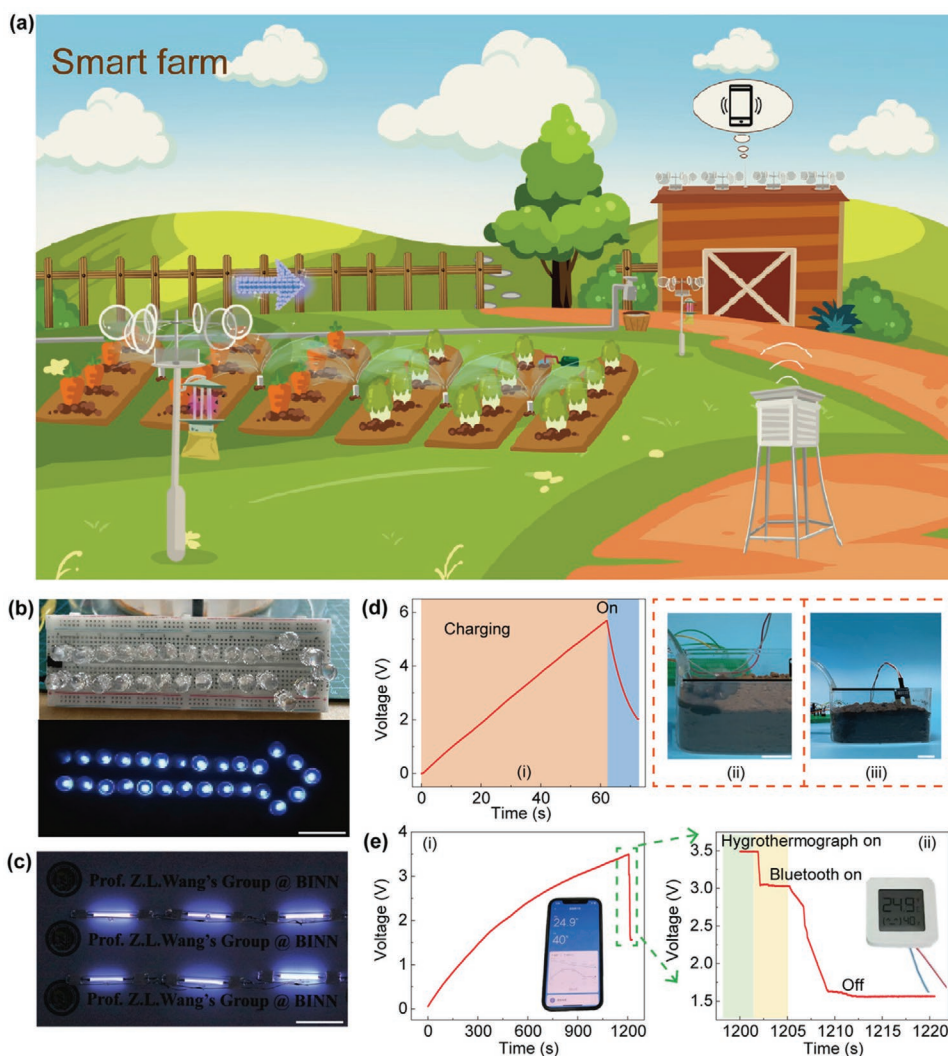 (a)
Smart farm
(b)
(c)
Prof. Z.L.Wang's Group @ BINN
Prof. Z.L.Wang's Group @ BINN
Prof. Z.L.Wang's Group @ BINN
(d)
6
4
2
0
Voltage (V)
Charging
On
(i)
0 20 40 60
Time (s)
(ii)
(iii)
(e)
(i)
4
3
2
1
0
Voltage (V)
24.9°
40
0 300 600 900 1200
Time (s)
(ii)
Hygrothermograph on
Bluetooth on
Off
3.5
3.0
2.5
2.0
1.5
Voltage (V)
24.9
40
1200 1205 1210 1215 1220
Time (s)